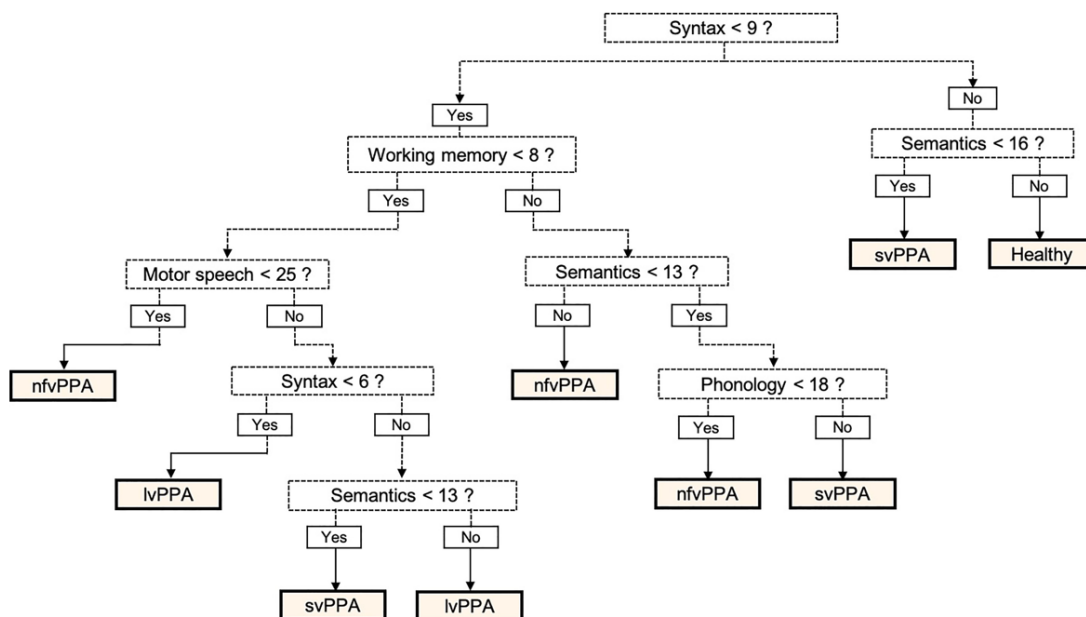 Syntax < 9 ?
Yes
No
Working memory < 8 ?
Semantics < 16 ?
Yes
No
Yes
No
svPPA
Healthy
Motor speech < 25 ?
Semantics < 13 ?
Yes
No
No
Yes
nfvPPA
Syntax < 6 ?
nfvPPA
Phonology < 18 ?
Yes
No
Yes
No
lvPPA
Semantics < 13 ?
nfvPPA
svPPA
Yes
No
svPPA
lvPPA